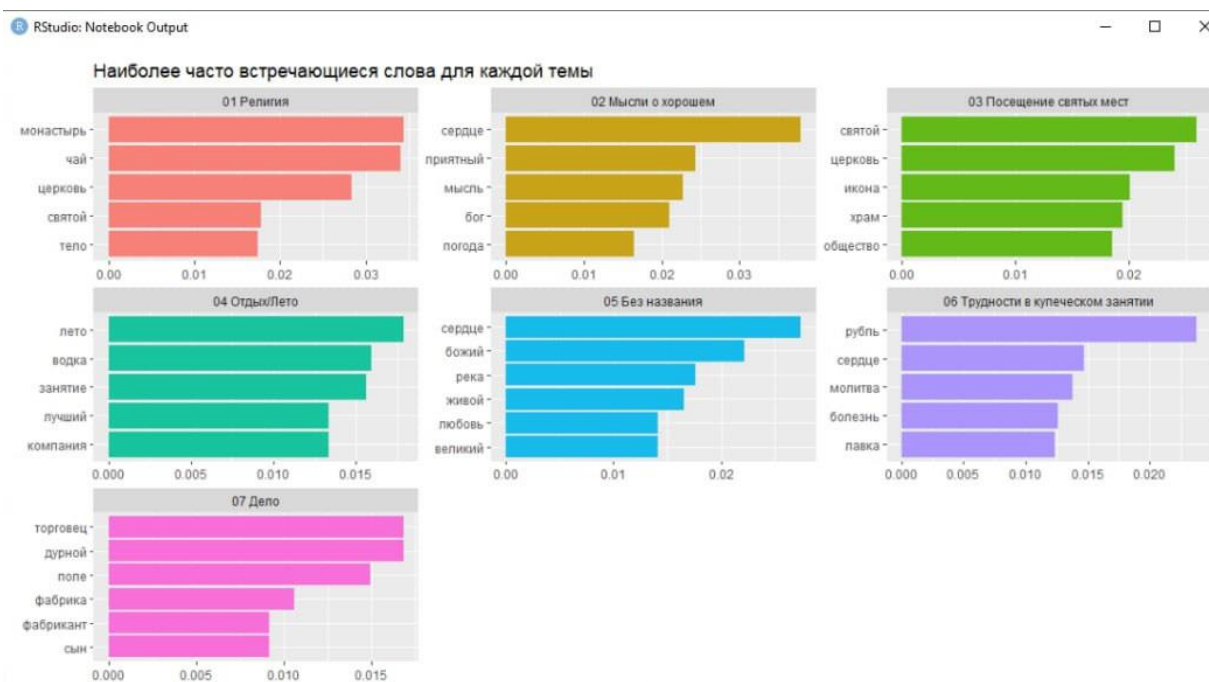 RStudio: Notebook Output
Наиболее часто встречающиеся слова для каждой темы
01 Религия
монастырь
чай
церковь
святой
тело
0.00 0.01 0.02 0.03
02 Мысли о хорошем
сердце
приятный
мысль
бог
погода
0.00 0.01 0.02 0.03
03 Посещение святых мест
святой
церковь
икона
храм
общество
0.00 0.01 0.02
04 Отдых/Лето
лето
водка
занятие
лучший
компания
0.000 0.005 0.010 0.015
05 Без названия
сердце
божий
река
живой
любовь
великий
0.00 0.01 0.02
06 Трудности в купеческом занятии
рубль
сердце
молитва
болезнь
лавка
0.000 0.005 0.010 0.015 0.020
07 Дело
торговец
дурной
поле
фабрика
фабрикант
сын
0.000 0.005 0.010 0.015